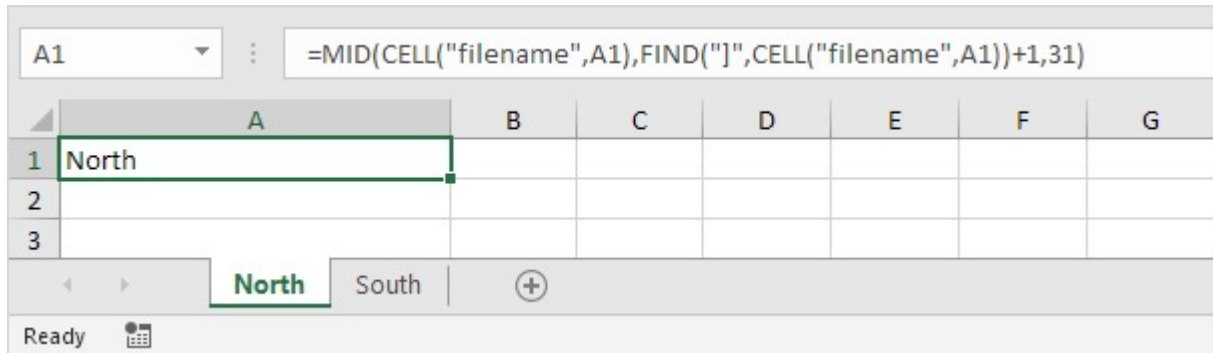 A1 =MID(CELL("filename",A1),FIND("]",CELL("filename",A1))+1,31)
A B C D E F G
1 North
2
3
North South
Ready